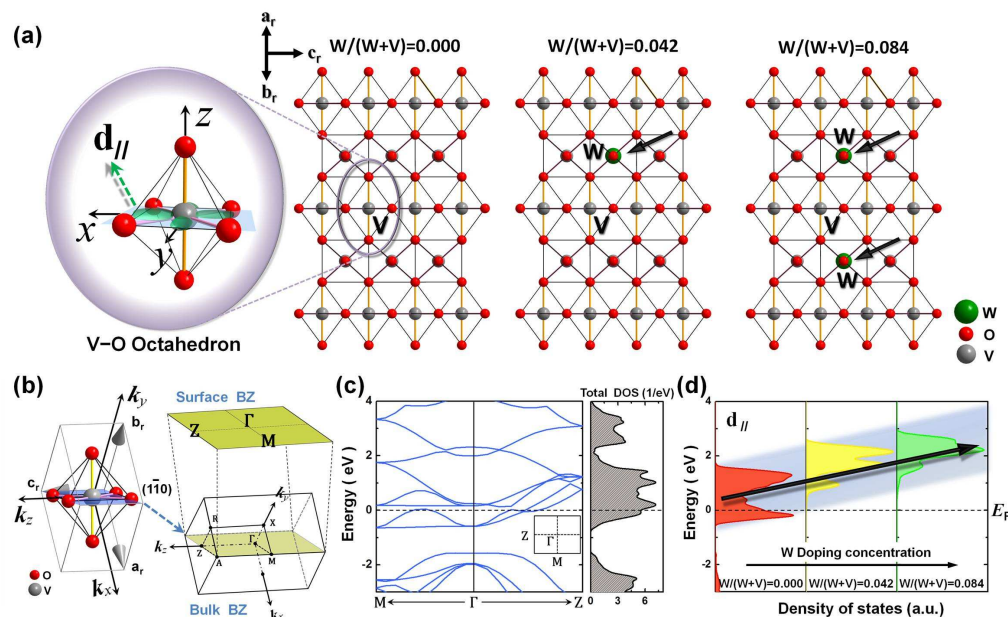 (a)
a_r
c_r
b_r
W/(W+V)=0.000
W/(W+V)=0.042
W/(W+V)=0.084
z
d//
x
y
V−O Octahedron
V
W
V
W
V
W
W
O
V
(b)
k_y
b_r
c_r
k_z
(11̄0)
a_r
k_x
O
V
Surface BZ
Γ
Z
M
k_y
R
X
Γ
k_z
Z
A
M
Bulk BZ
k_x
(c)
Total DOS (1/eV)
Energy (eV)
4
2
0
-2
Z
Γ
M
M
Γ
Z
0 3 6
(d)
d//
Energy (eV)
4
2
0
-2
E_F
W Doping concentration
W/(W+V)=0.000
W/(W+V)=0.042
W/(W+V)=0.084
Density of states (a.u.)